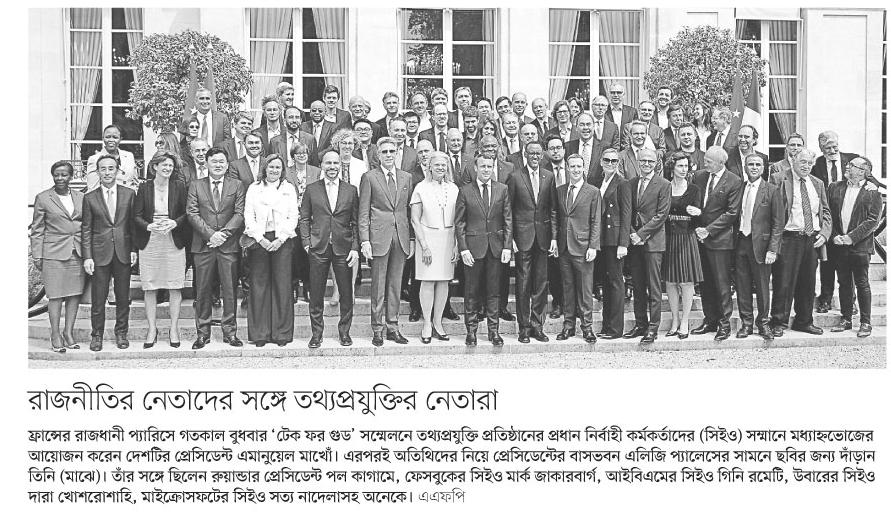 রাজনীতির নেতাদের সঙ্গে তথ্যপ্রযুক্তির নেতারা
ফ্রান্সের রাজধানী প্যারিসে গতকাল বুধবার ‘টেক ফর গুড’ সম্মেলনে তথ্যপ্রযুক্তি প্রতিষ্ঠানের প্রধান নির্বাহী কর্মকর্তাদের (সিইও) সম্মানে মধ্যাহ্নভোজের
আয়োজন করেন দেশটির প্রেসিডেন্ট এমানুয়েল মাখোঁ। এরপরই অতিথিদের নিয়ে প্রেসিডেন্টের বাসভবন এলিজি প্যালেসের সামনে ছবির জন্য দাঁড়ান
তিনি (মাঝে)। তাঁর সঙ্গে ছিলেন রুয়ান্ডার প্রেসিডেন্ট পল কাগামে, ফেসবুকের সিইও মার্ক জাকারবার্গ, আইবিএমের সিইও গিনি রমেটি, উবারের সিইও
দারা খোশরোশাহি, মাইক্রোসফটের সিইও সত্য নাদেলাসহ অনেকে। এএফপি